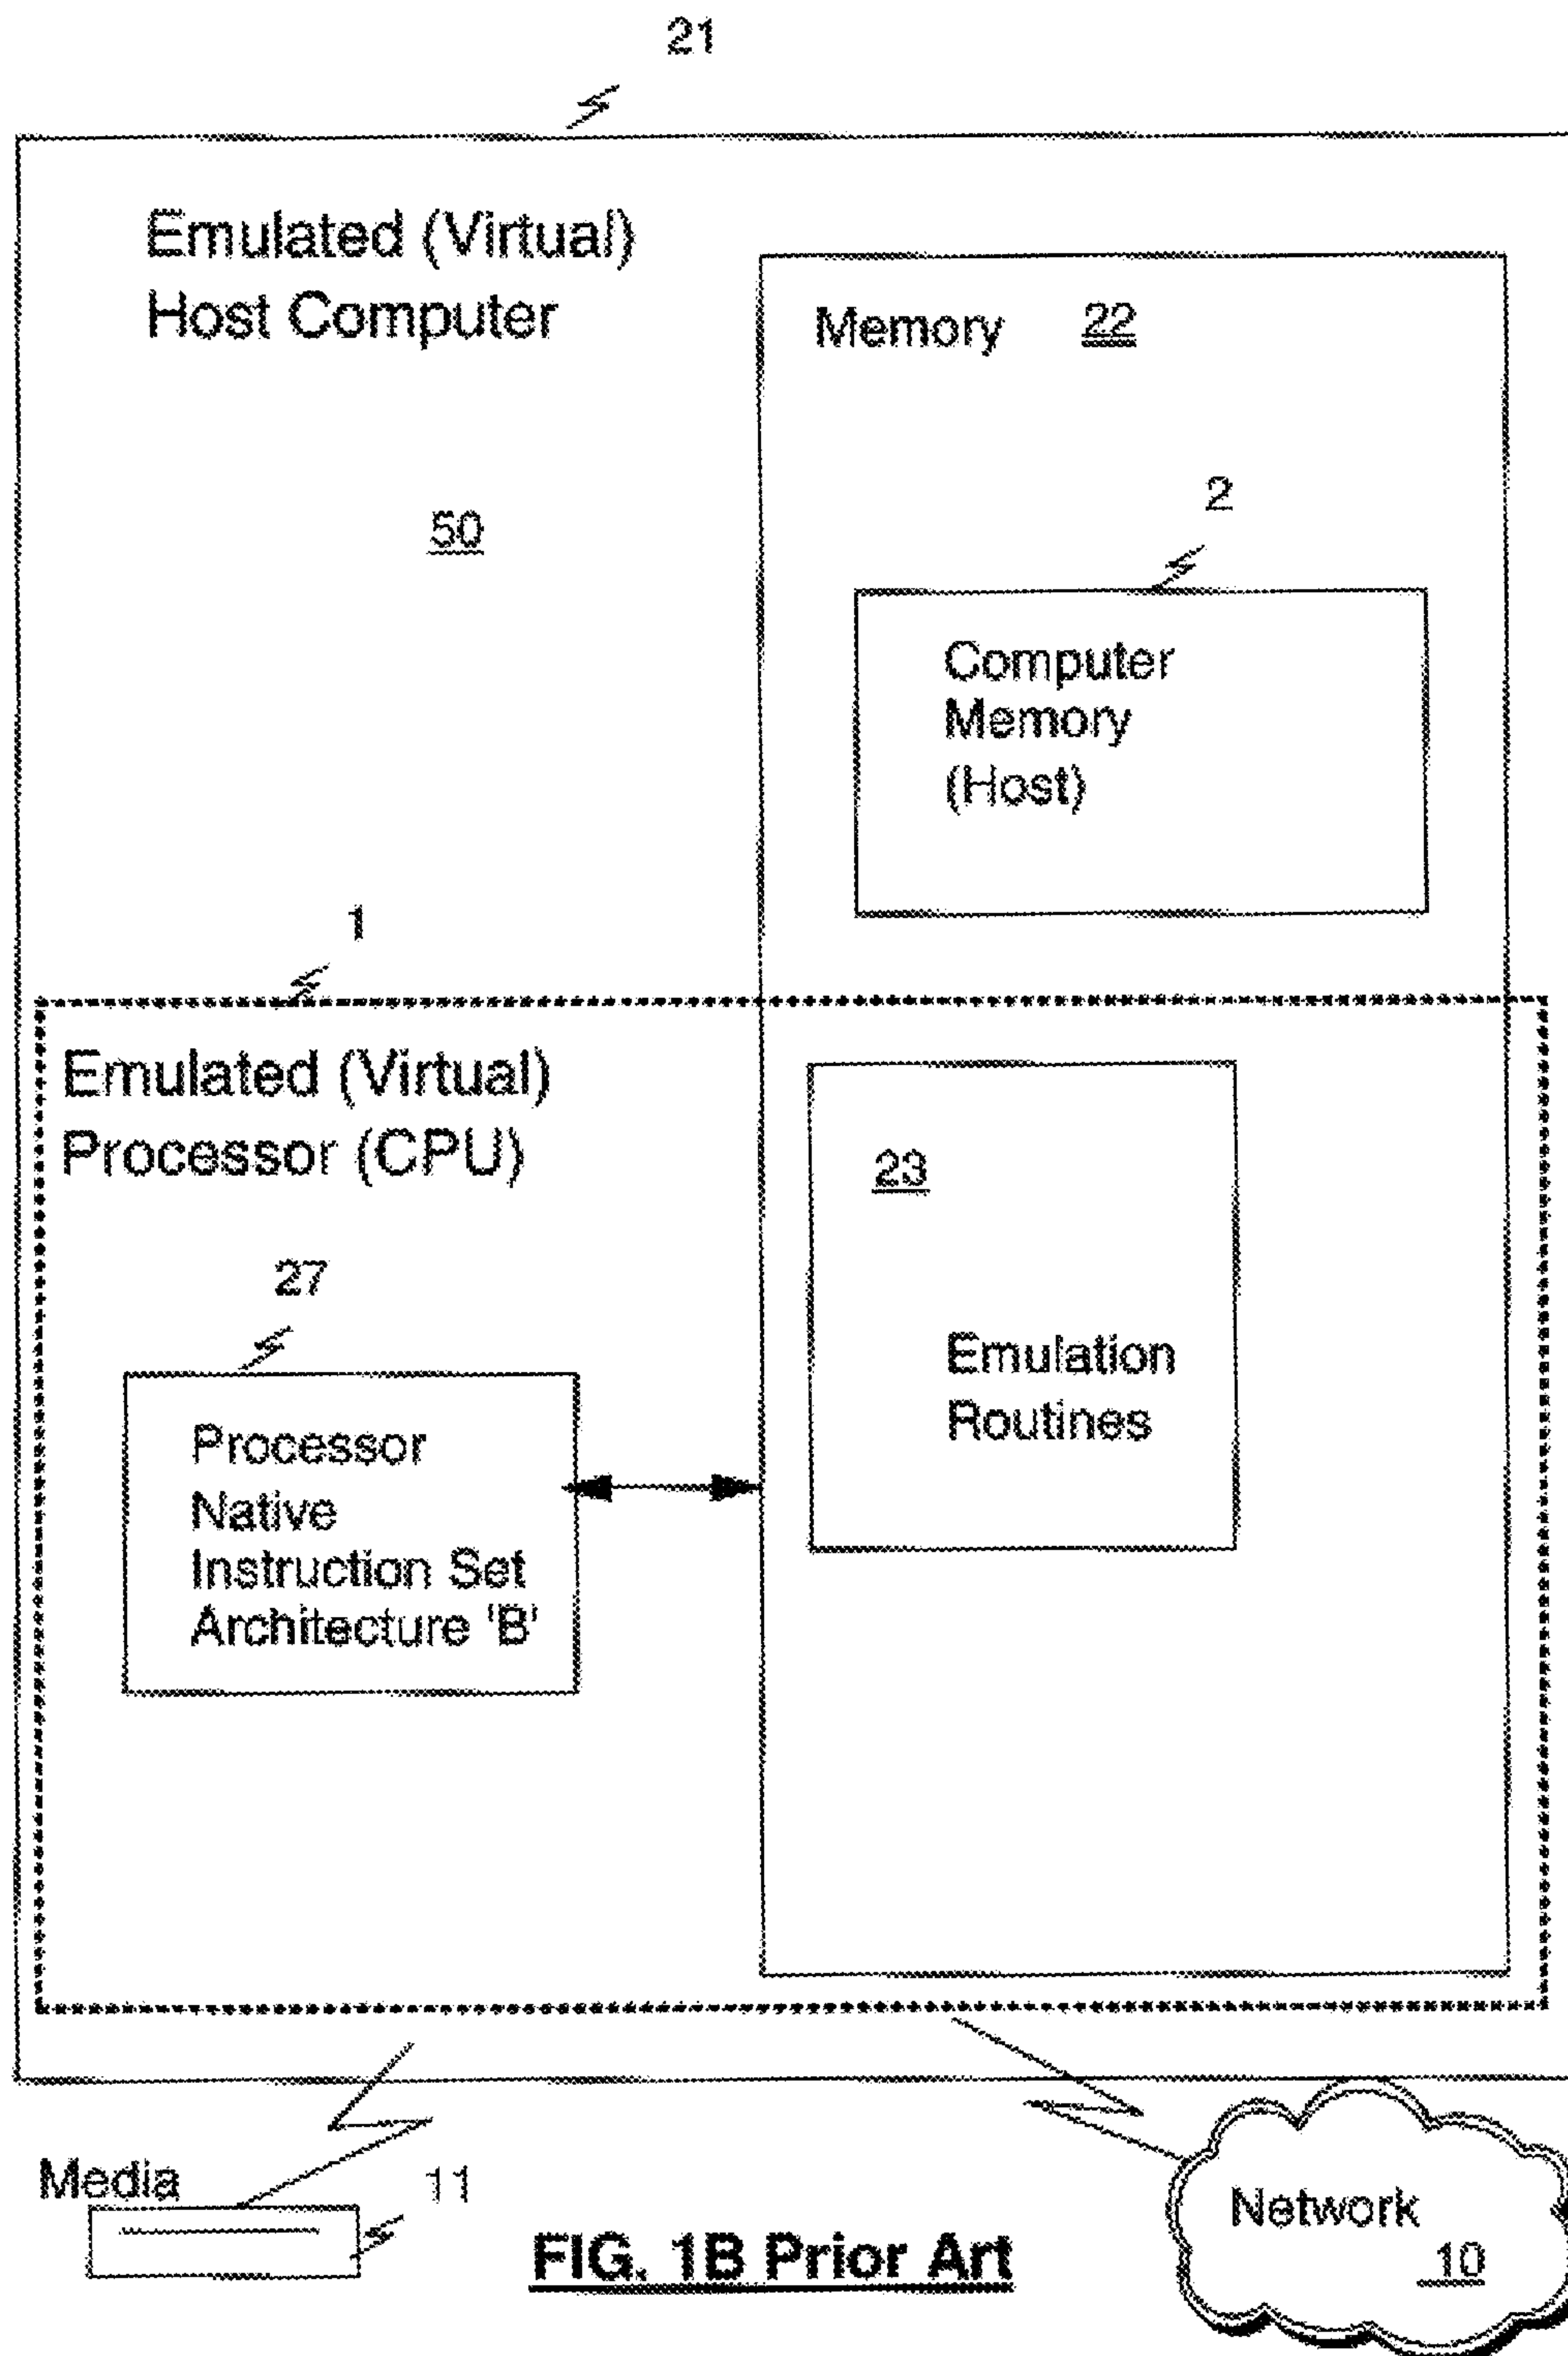 21
Emulated (Virtual)
Host Computer
Memory 22
50
2
Computer
Memory
(Host)
1
Emulated (Virtual)
Processor (CPU)
23
27
Emulation
Routines
Processor
Native
Instruction Set
Architecture 'B'
Media
11
Network
10
FIG. 1B Prior Art